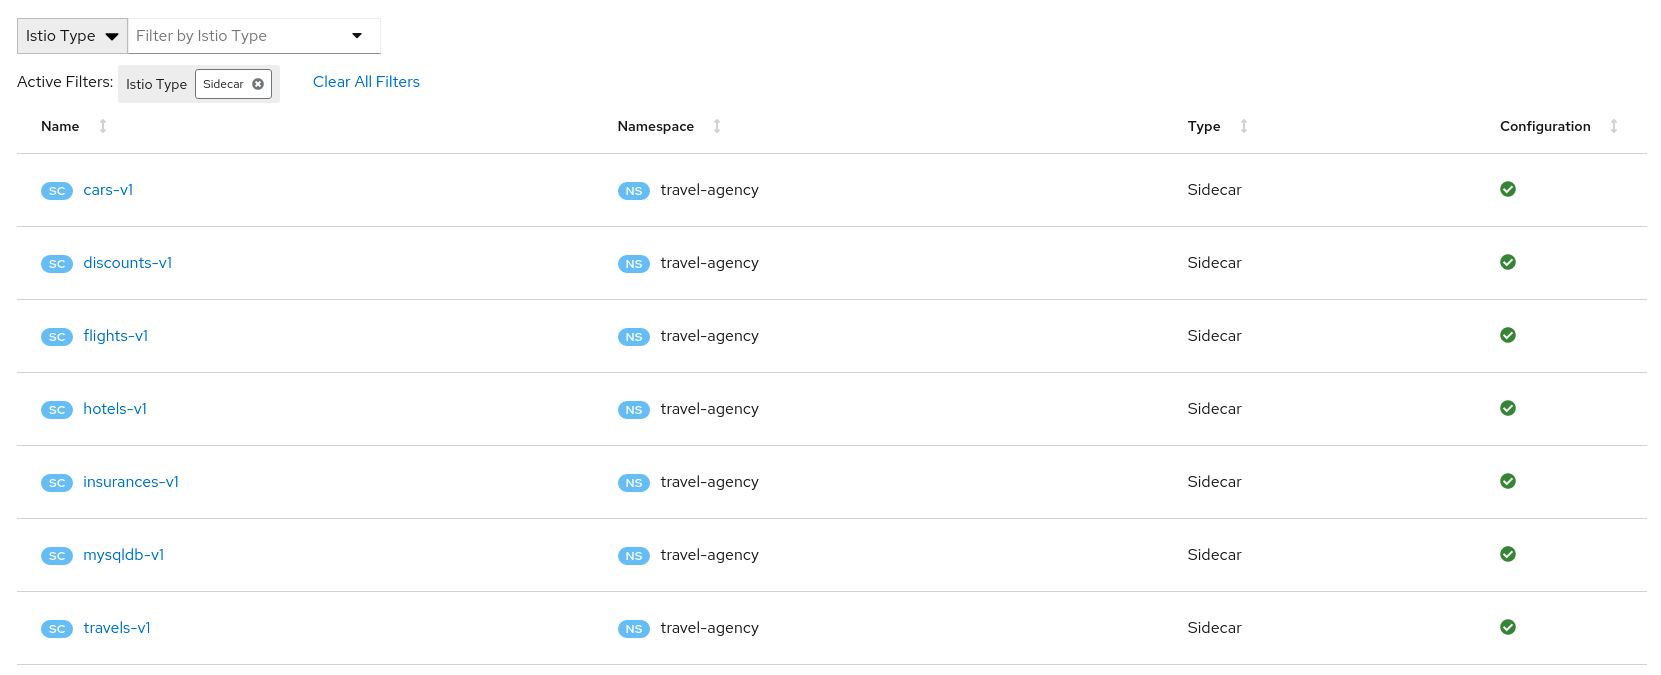 Istio Type Filter by Istio Type
Active Filters: Istio Type Sidecar Clear All Filters
Name Namespace Type Configuration
SC cars-v1 NS travel-agency Sidecar
SC discounts-v1 NS travel-agency Sidecar
SC flights-v1 NS travel-agency Sidecar
SC hotels-v1 NS travel-agency Sidecar
SC insurances-v1 NS travel-agency Sidecar
SC mysqldb-v1 NS travel-agency Sidecar
SC travels-v1 NS travel-agency Sidecar